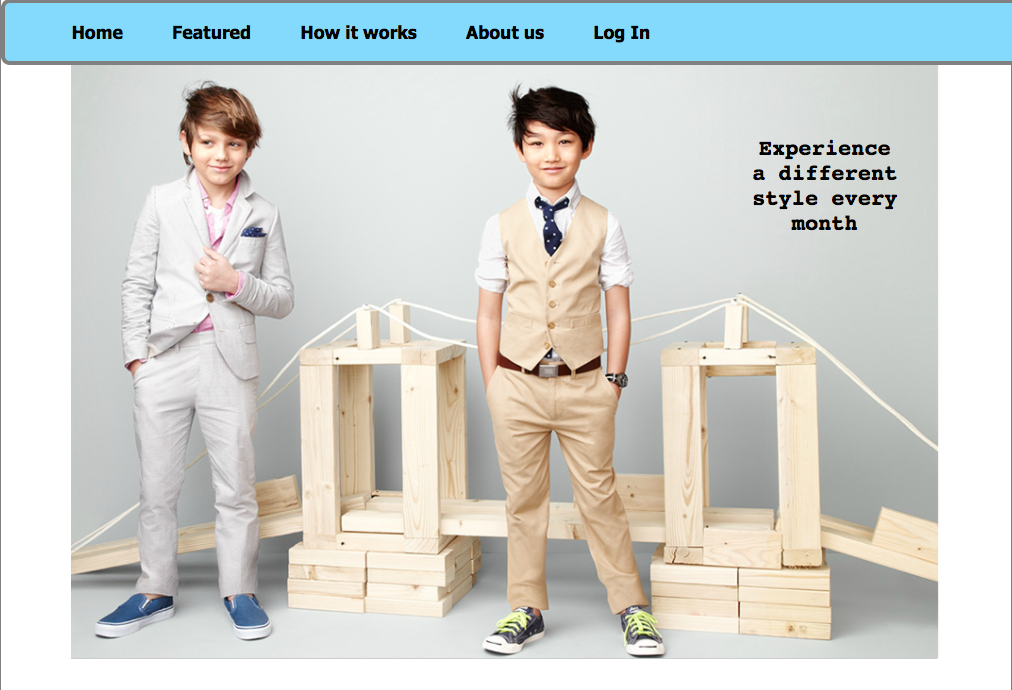 Home Featured How it works About us Log In
Experience
a different
style every
month